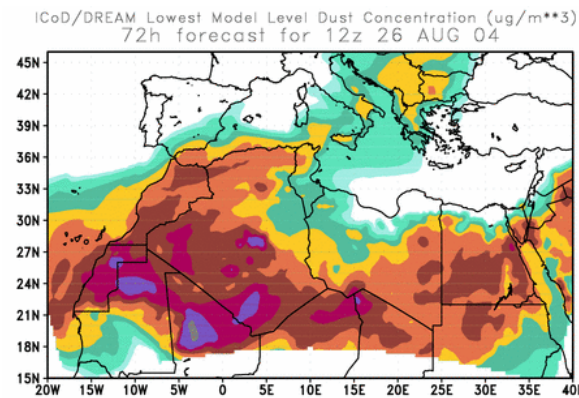 ICoD/DREAM Lowest Model Level Dust Concentration (ug/m**3)
72h forecast for 12z 26 AUG 04
45N
42N
39N
36N
33N
30N
27N
24N
21N
18N
15N
20W 15W 10W 5W 0 5E 10E 15E 20E 25E 30E 35E 40E